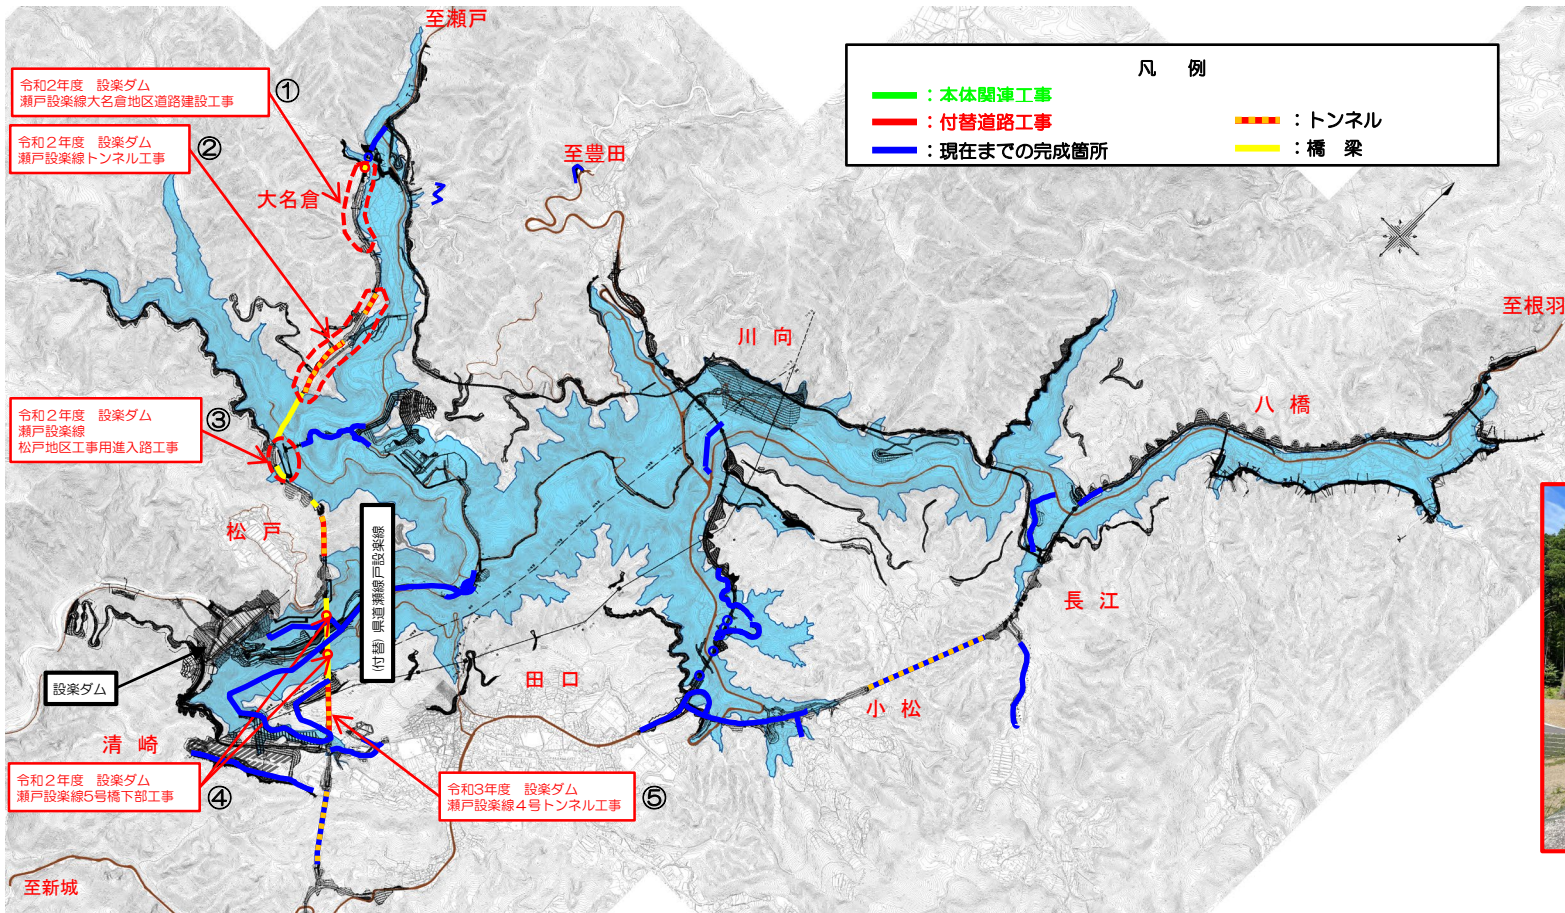 至瀬戸
凡　例
：本体関連工事
：付替道路工事
：トンネル
：現在までの完成箇所
：橋　梁
令和2年度　設楽ダム
瀬戸設楽線大名倉地区道路建設工事
①
令和２年度　設楽ダム
瀬戸設楽線トンネル工事
②
至豊田
大名倉
至根羽
川 向
八 橋
令和２年度　設楽ダム
瀬戸設楽線
松戸地区工事用進入路工事
③
松 戸
(付替) 県道瀬線戸設楽線
長 江
設楽ダム
田 口
小 松
清 崎
令和２年度　設楽ダム
瀬戸設楽線5号橋下部工事
④
令和3年度　設楽ダム
瀬戸設楽線４号トンネル工事
⑤
至新城